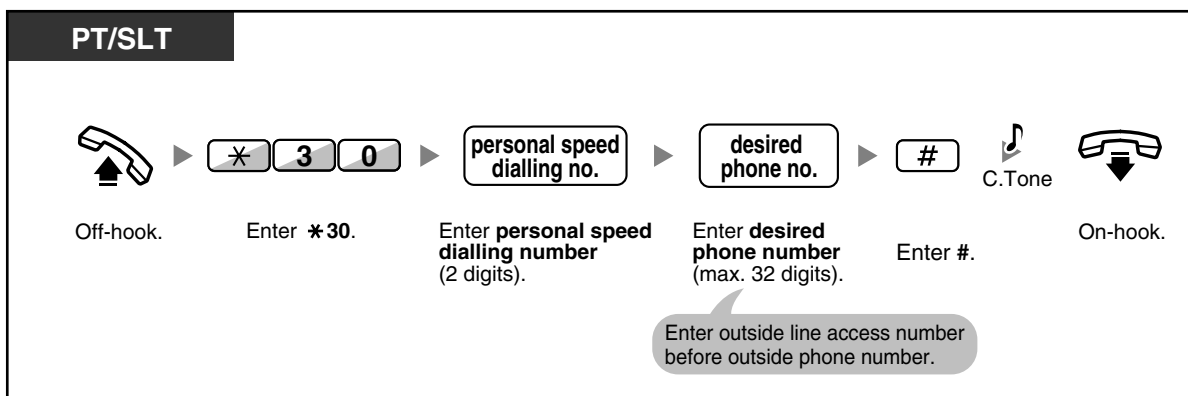 PT/SLT
✳ 3 0
personal speed
dialling no.
desired
phone no.
#
C.Tone
Off-hook.
Enter ✳30.
Enter personal speed
dialling number
(2 digits).
Enter desired
phone number
(max. 32 digits).
Enter #.
On-hook.
Enter outside line access number
before outside phone number.